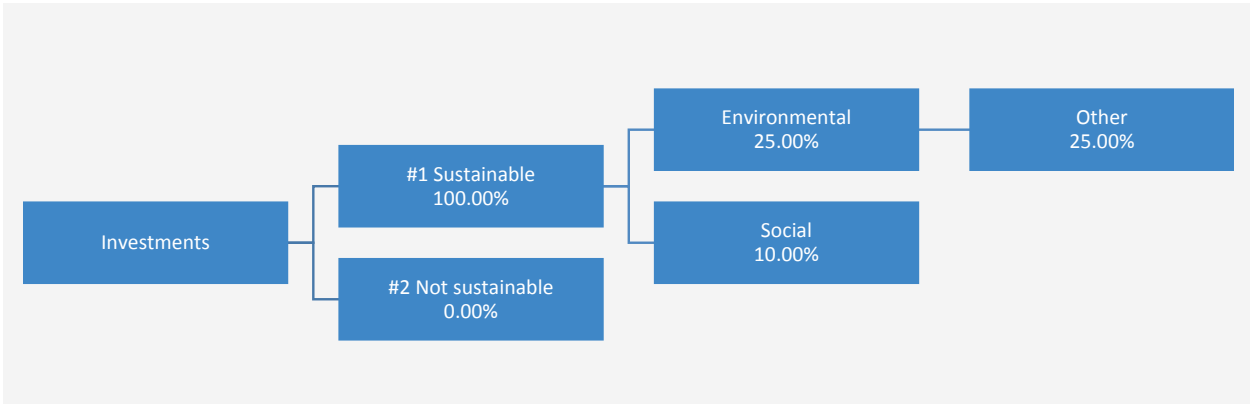 Investments
#1 Sustainable
100.00%
#2 Not sustainable
0.00%
Environmental
25.00%
Social
10.00%
Other
25.00%